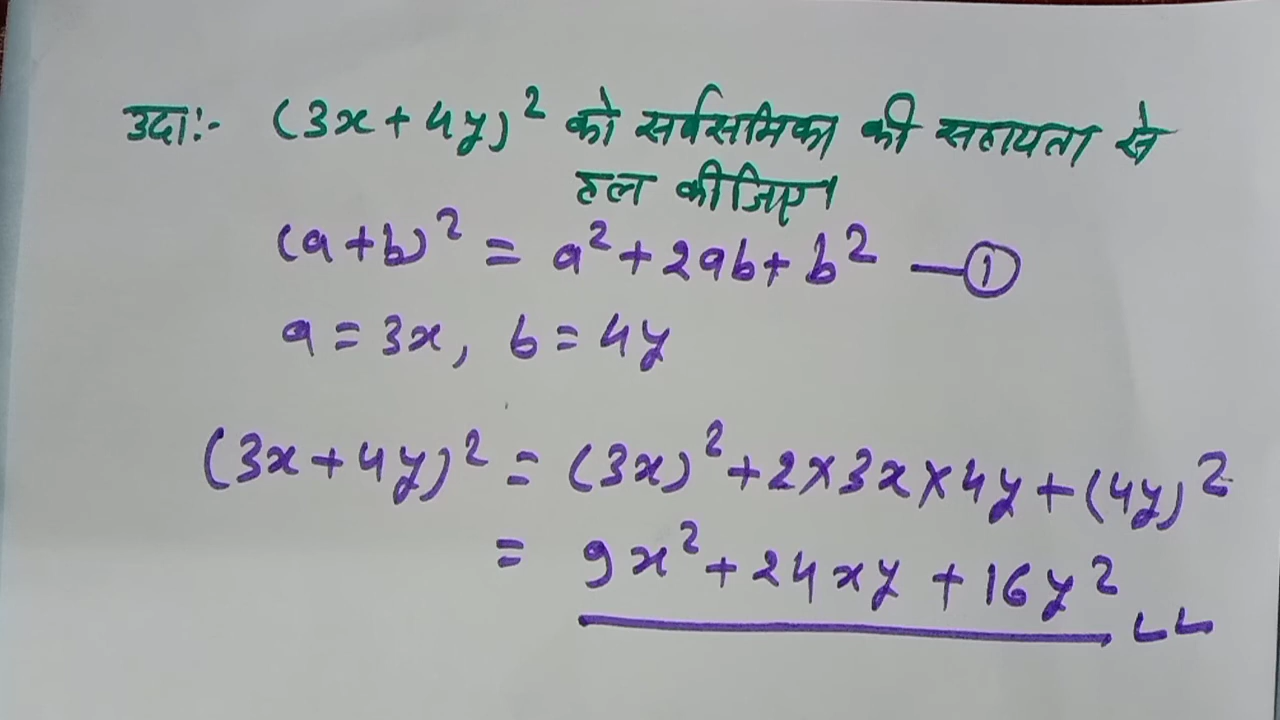 उदा:- (3x+4y)² को सर्वसमिका की सहायता से
हल कीजिए।
(a+b)² = a²+2ab+b² —①
a=3x, b=4y
(3x+4y)² = (3x)²+2×3x×4y+(4y)²
= 9x²+24xy+16y²